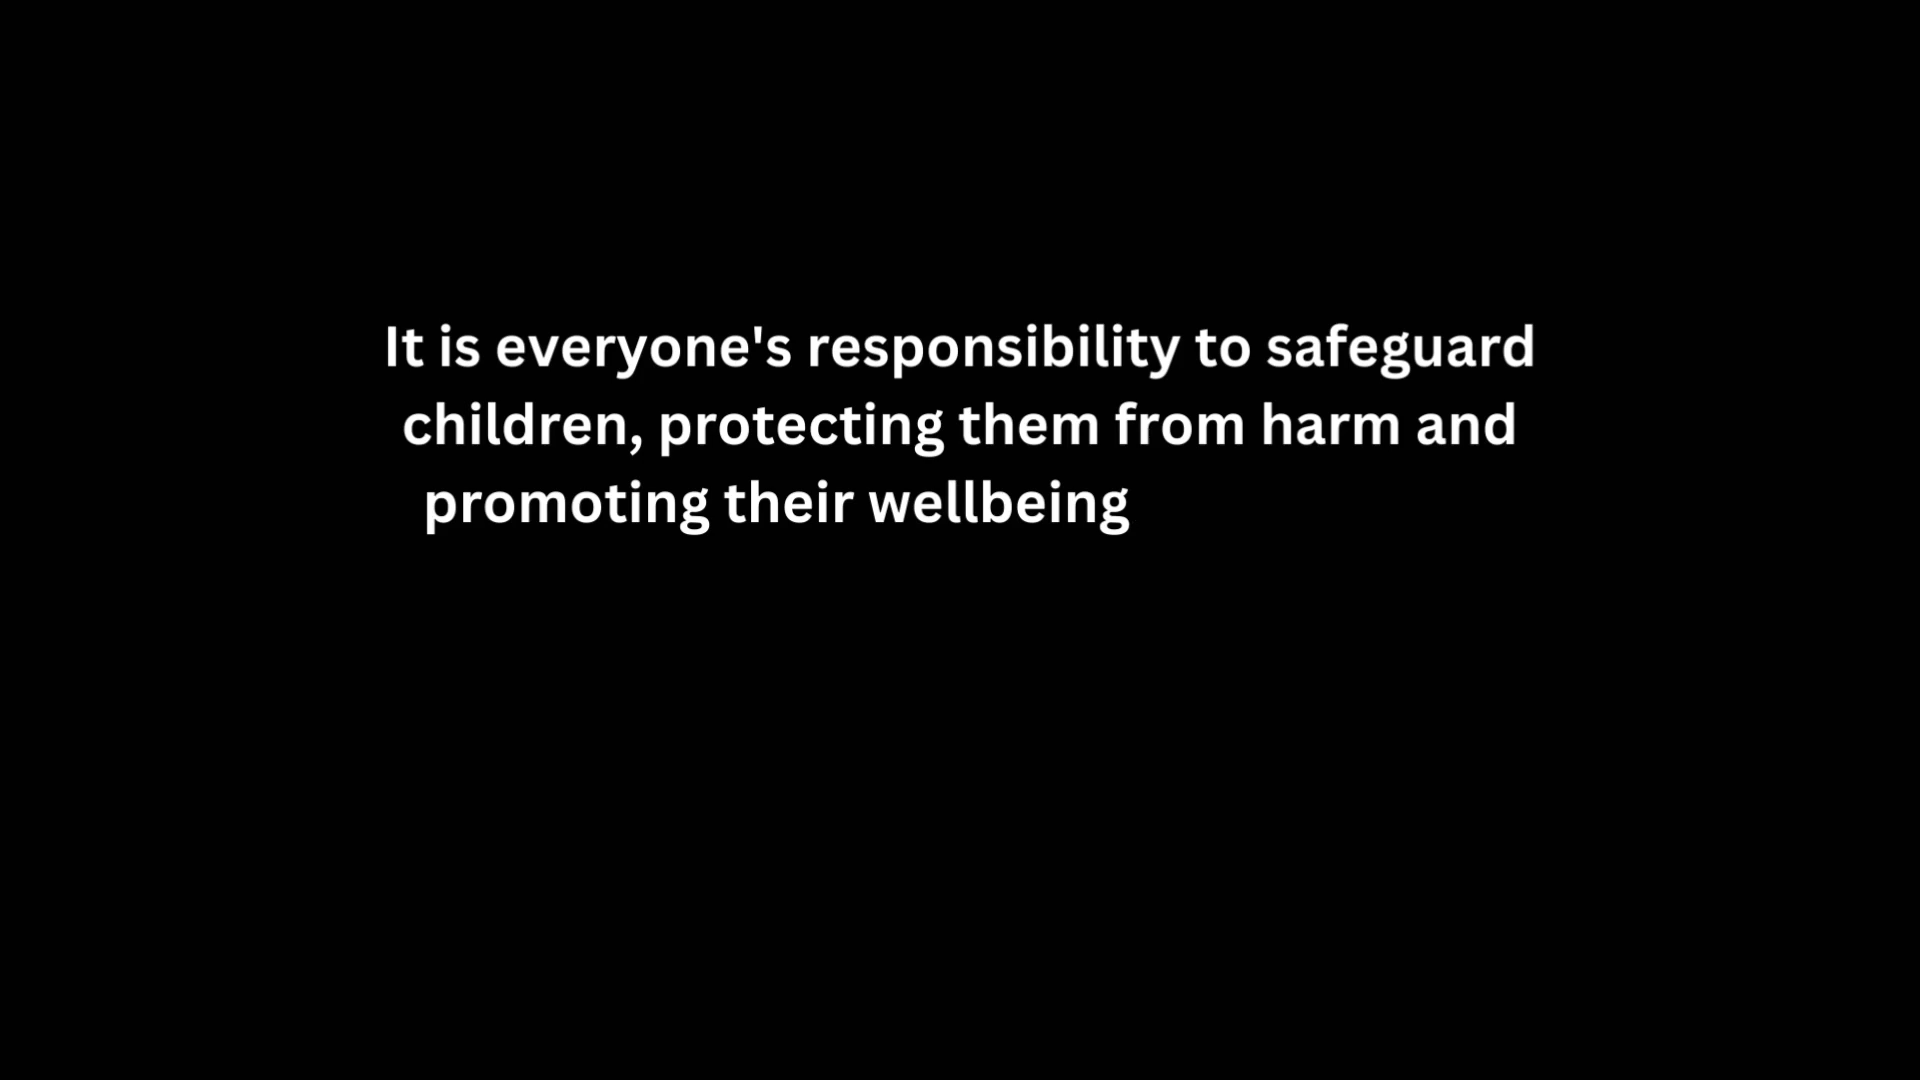 It is everyone's responsibility to safeguard
children, protecting them from harm and
promoting their wellbeing